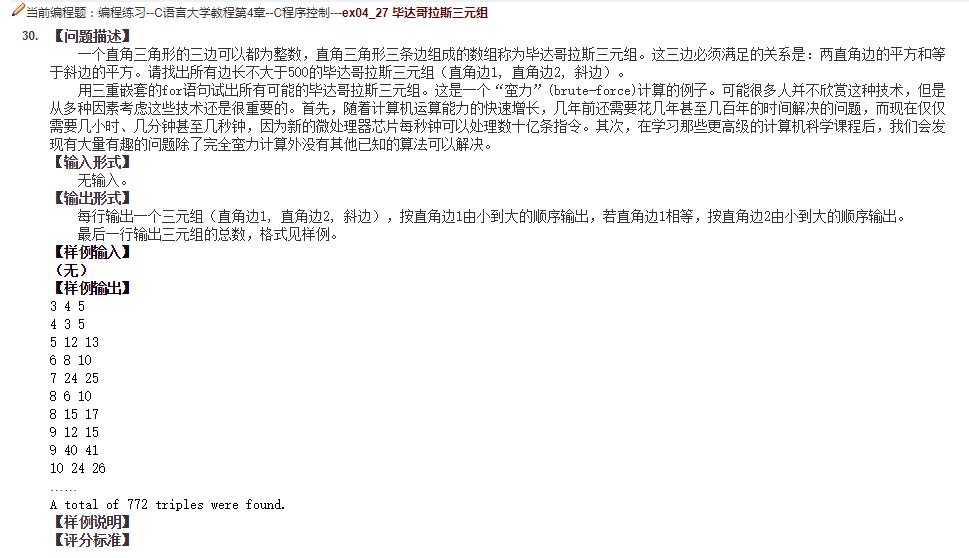 当前编程题：编程练习--C语言大学教程第4章--C程序控制---ex04_27 毕达哥拉斯三元组
30. 【问题描述】
一个直角三角形的三边可以都为整数，直角三角形三条边组成的数组称为毕达哥拉斯三元组。这三边必须满足的关系是：两直角边的平方和等
于斜边的平方。请找出所有边长不大于500的毕达哥拉斯三元组（直角边1, 直角边2, 斜边）。
用三重嵌套的for语句试出所有可能的毕达哥拉斯三元组。这是一个“蛮力”(brute-force)计算的例子。可能很多人并不欣赏这种技术，但是
从多种因素考虑这些技术还是很重要的。首先，随着计算机运算能力的快速增长，几年前还需要花几年甚至几百年的时间解决的问题，而现在仅仅
需要几小时、几分钟甚至几秒钟，因为新的微处理器芯片每秒钟可以处理数十亿条指令。其次，在学习那些更高级的计算机科学课程后，我们会发
现有大量有趣的问题除了完全蛮力计算外没有其他已知的算法可以解决。
【输入形式】
无输入。
【输出形式】
每行输出一个三元组（直角边1, 直角边2, 斜边），按直角边1由小到大的顺序输出，若直角边1相等，按直角边2由小到大的顺序输出。
最后一行输出三元组的总数，格式见样例。
【样例输入】
（无）
【样例输出】
3 4 5
4 3 5
5 12 13
6 8 10
7 24 25
8 6 10
8 15 17
9 12 15
9 40 41
10 24 26
……
A total of 772 triples were found.
【样例说明】
【评分标准】